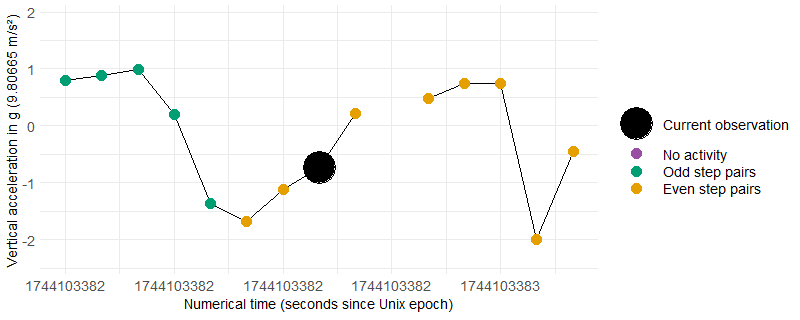 Vertical acceleration in g (9.80665 m/s²)
2
1
0
-1
-2
1744103382
1744103382
1744103382
1744103382
1744103383
Numerical time (seconds since Unix epoch)
Current observation
No activity
Odd step pairs
Even step pairs